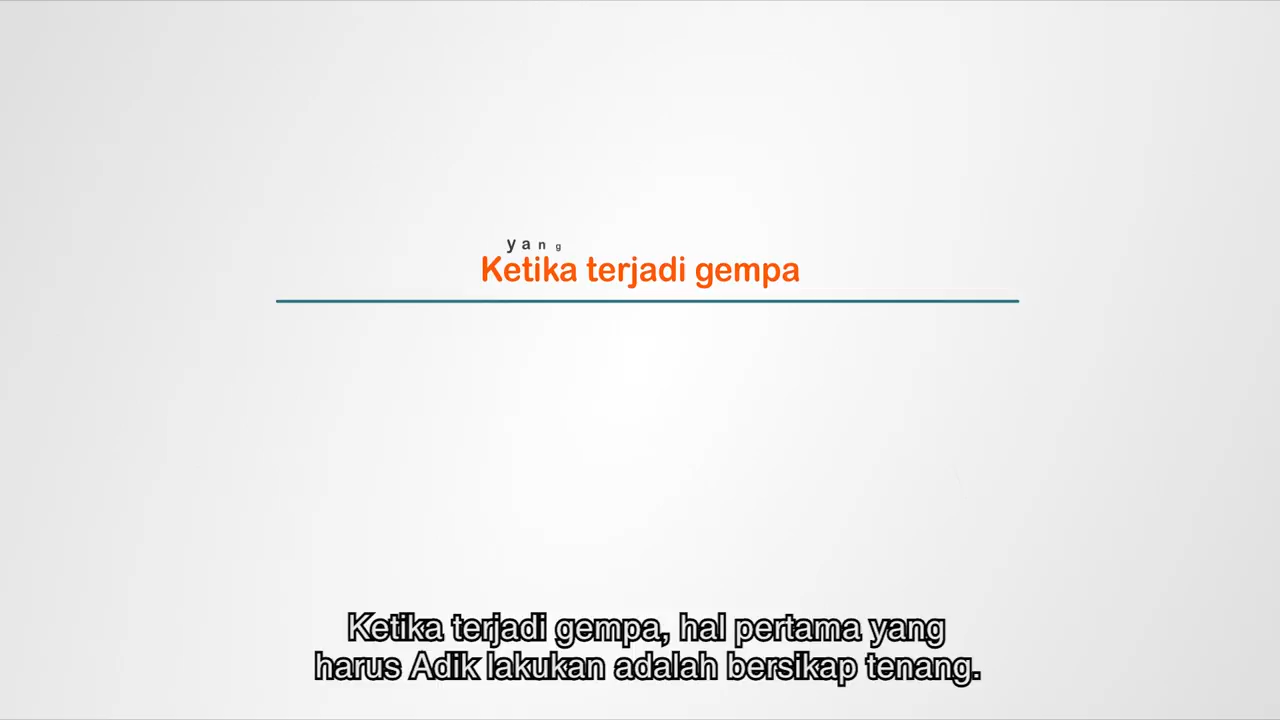 yang
Ketika terjadi gempa
Ketika terjadi gempa, hal pertama yang
harus Adik lakukan adalah bersikap tenang.